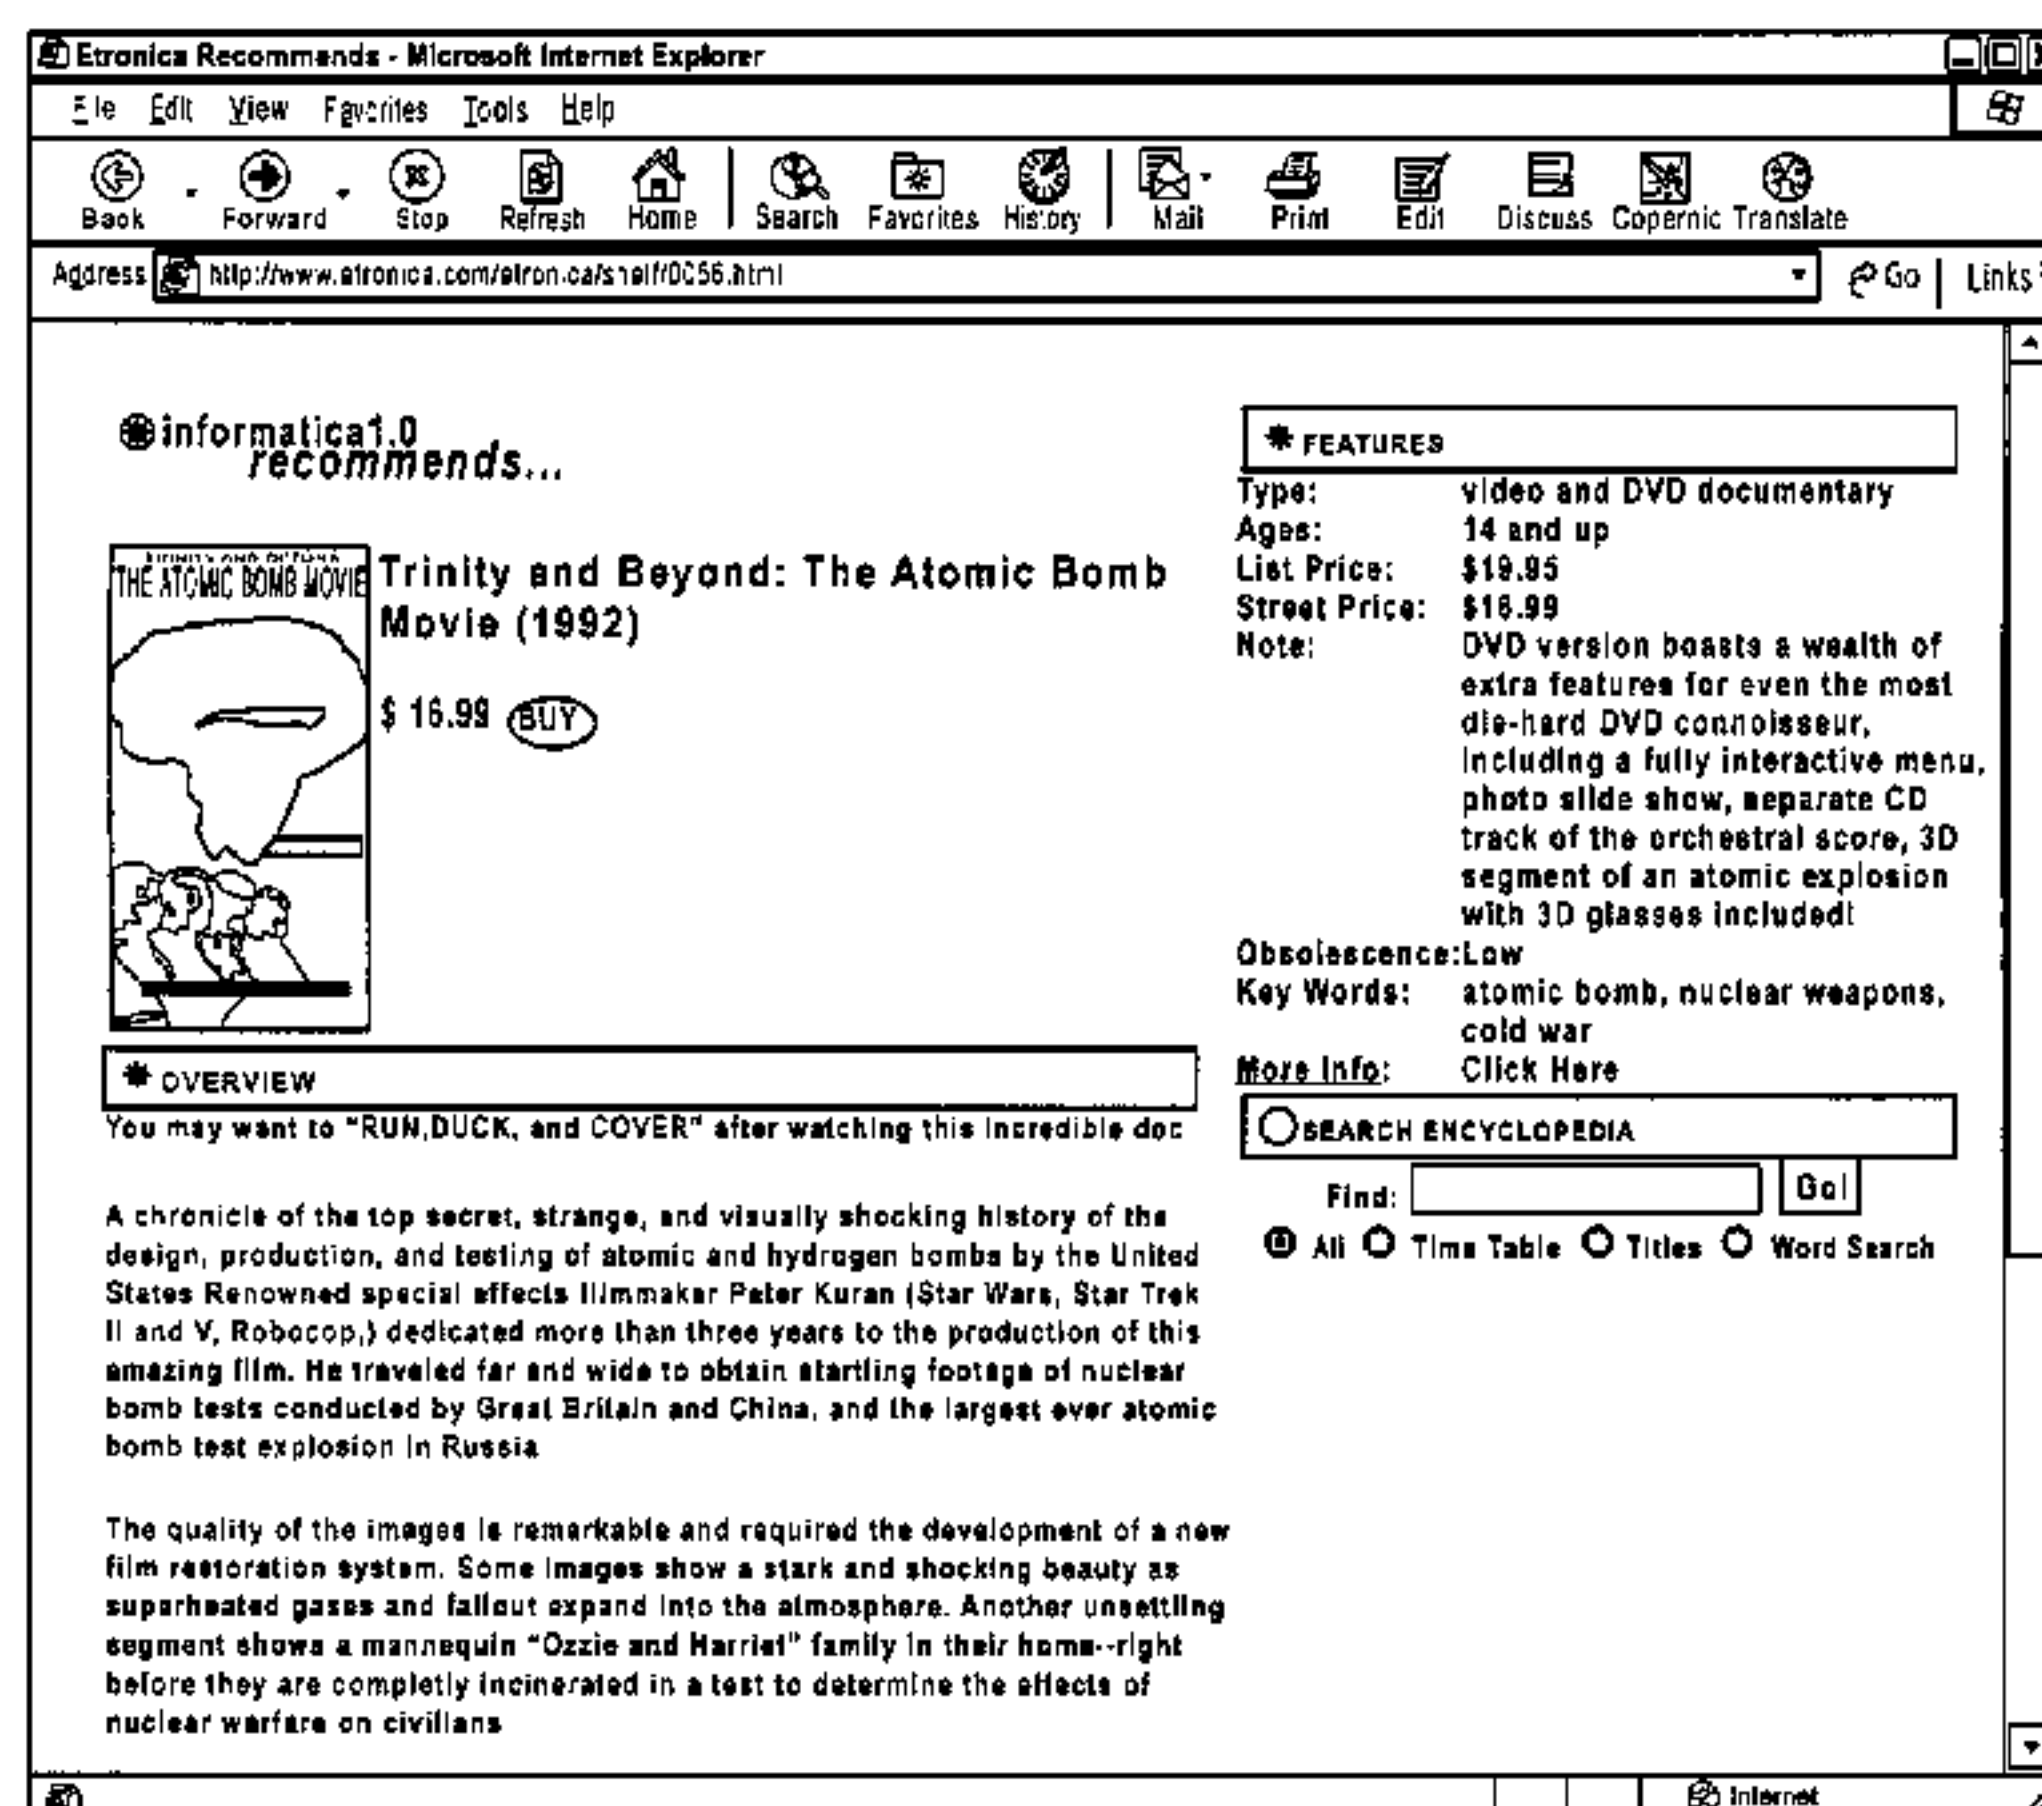 Etronica Recommends - Microsoft Internet Explorer
File Edit View Favorites Tools Help
Back Forward Stop Refresh Home Search Favorites History Mail Print Edit Discuss Copernic Translate
Address http://www.etronica.com/etronica/shelf/0056.html Go Links
informatica1.0
recommends...
THE ATOMIC BOMB MOVIE
Trinity and Beyond: The Atomic Bomb
Movie (1992)
$ 16.99 BUY
OVERVIEW
You may want to "RUN,DUCK, and COVER" after watching this incredible doc
A chronicle of the top secret, strange, and visually shocking history of the
design, production, and testing of atomic and hydrogen bombs by the United
States Renowned special effects filmmaker Peter Kuran (Star Wars, Star Trek
II and V, Robocop,) dedicated more than three years to the production of this
amazing film. He traveled far and wide to obtain startling footage of nuclear
bomb tests conducted by Great Britain and China, and the largest ever atomic
bomb test explosion in Russia
The quality of the images is remarkable and required the development of a new
film restoration system. Some images show a stark and shocking beauty as
superheated gases and fallout expand into the atmosphere. Another unsettling
segment shows a mannequin "Ozzie and Harriet" family in their home--right
before they are completly incinerated in a test to determine the effects of
nuclear warfare on civilians
FEATURES
Type: video and DVD documentary
Ages: 14 and up
List Price: $19.95
Street Price: $16.99
Note: DVD version boasts a wealth of
extra features for even the most
die-hard DVD connoisseur,
including a fully interactive menu,
photo slide show, separate CD
track of the orchestral score, 3D
segment of an atomic explosion
with 3D glasses included!
Obsolescence: Low
Key Words: atomic bomb, nuclear weapons,
cold war
More Info: Click Here
SEARCH ENCYCLOPEDIA
Find: Go!
All Time Table Titles Word Search
Internet